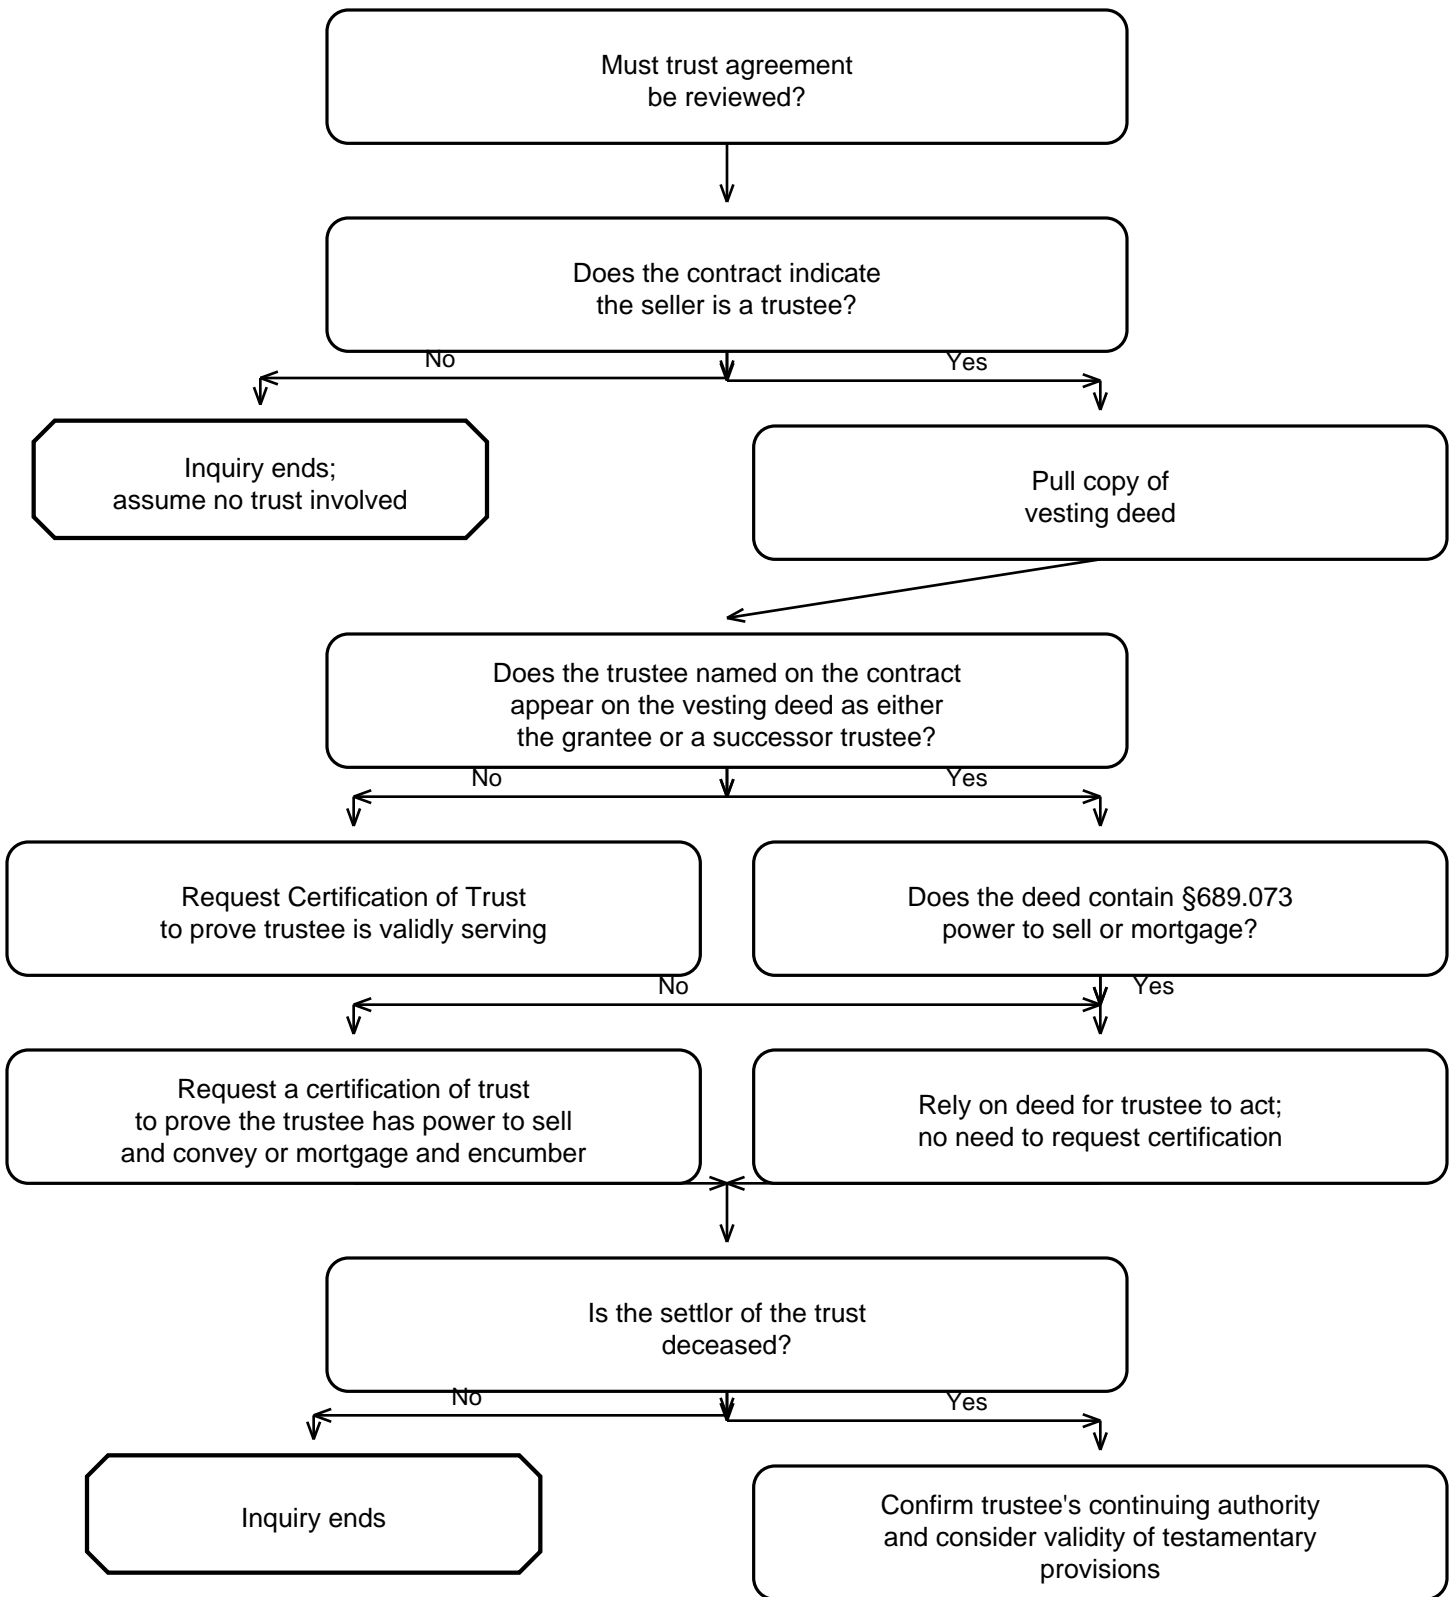 Must trust agreement
be reviewed?
Does the contract indicate
the seller is a trustee?
No
Yes
Inquiry ends;
assume no trust involved
Pull copy of
vesting deed
Does the trustee named on the contract
appear on the vesting deed as either
the grantee or a successor trustee?
No
Yes
Request Certification of Trust
to prove trustee is validly serving
Does the deed contain §689.073
power to sell or mortgage?
No
Yes
Request a certification of trust
to prove the trustee has power to sell
and convey or mortgage and encumber
Rely on deed for trustee to act;
no need to request certification
Is the settlor of the trust
deceased?
No
Yes
Inquiry ends
Confirm trustee's continuing authority
and consider validity of testamentary
provisions